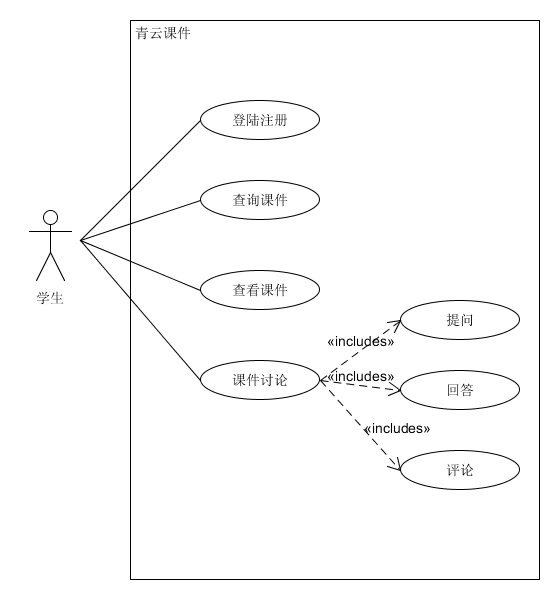 青云课件
登陆注册
查询课件
查看课件
学生
提问
«includes»
«includes»
课件讨论
回答
«includes»
评论